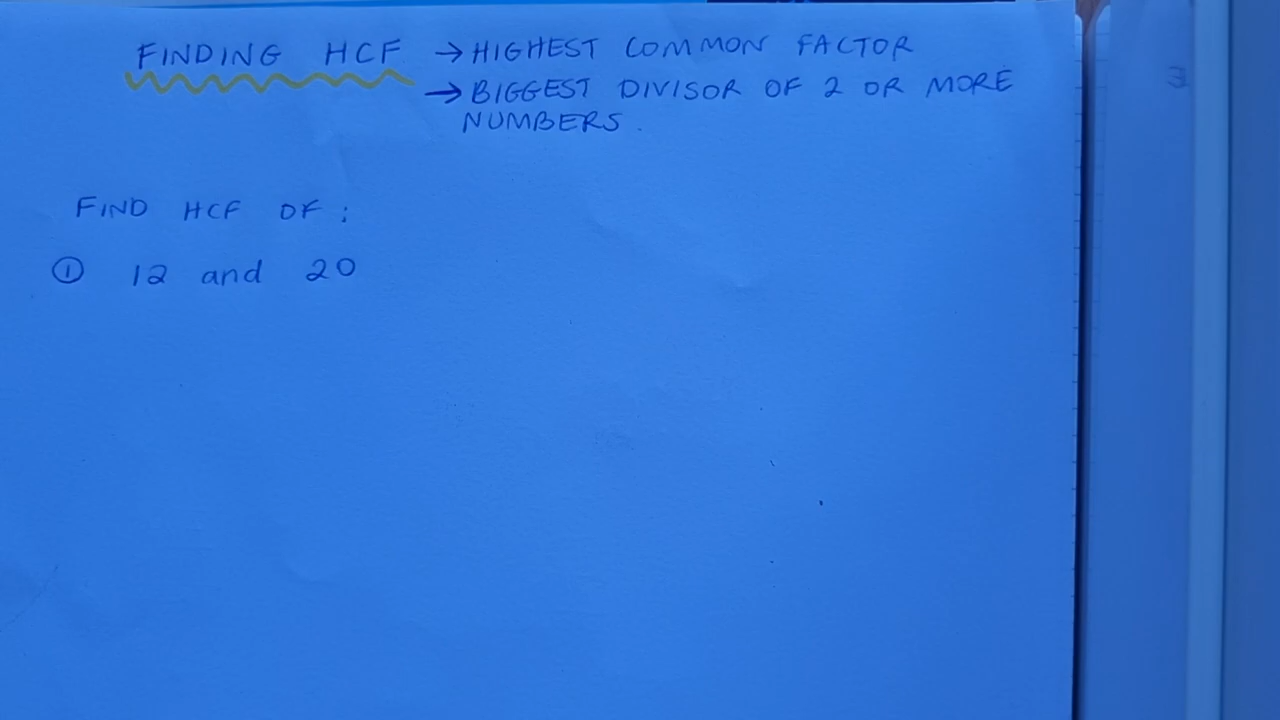 FINDING HCF → HIGHEST COMMON FACTOR
→ BIGGEST DIVISOR OF 2 OR MORE
NUMBERS.
FIND HCF OF :
① 12 and 20
3